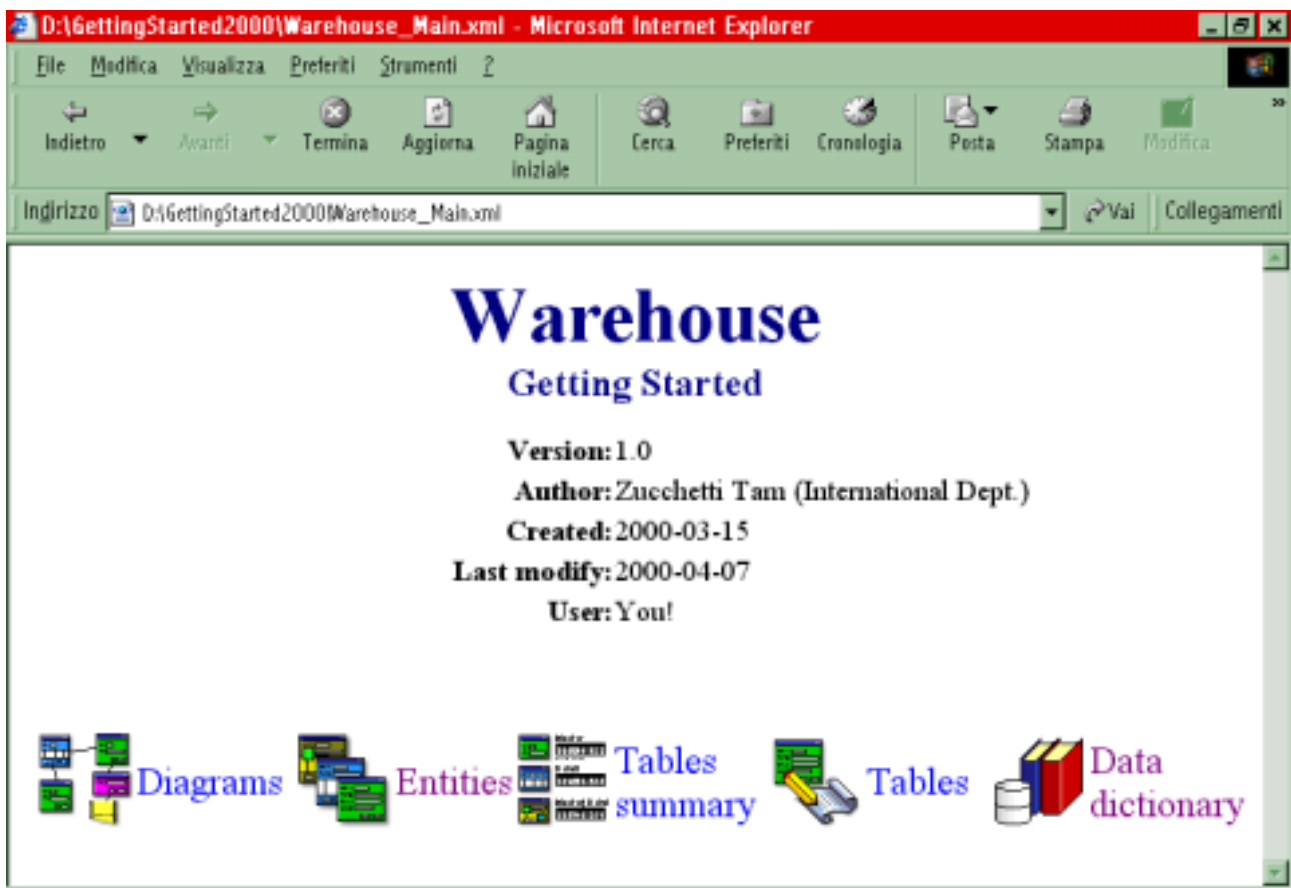 D:\GettingStarted2000\Warehouse_Main.xml - Microsoft Internet Explorer
File Modifica Visualizza Preferiti Strumenti ?
Indietro Avanti Termina Aggiorna Pagina iniziale Cerca Preferiti Cronologia Posta Stampa Modifica »
Indirizzo D:\GettingStarted2000\Warehouse_Main.xml Vai Collegamenti
Warehouse
Getting Started
Version: 1.0
Author: Zucchetti Tam (International Dept.)
Created: 2000-03-15
Last modify: 2000-04-07
User: You!
Diagrams
Entities
Tables summary
Tables
Data dictionary